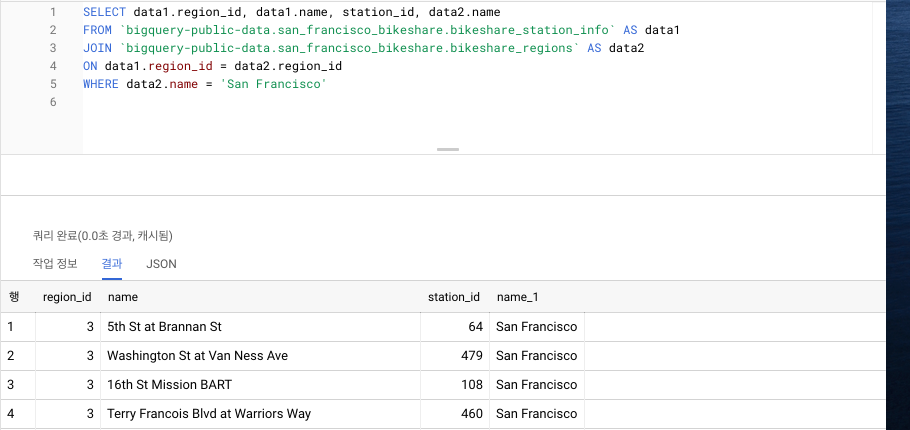 1 SELECT data1.region_id, data1.name, station_id, data2.name
2 FROM `bigquery-public-data.san_francisco_bikeshare.bikeshare_station_info` AS data1
3 JOIN `bigquery-public-data.san_francisco_bikeshare.bikeshare_regions` AS data2
4 ON data1.region_id = data2.region_id
5 WHERE data2.name = 'San Francisco'
6
쿼리 완료(0.0초 경과, 캐시됨)
작업 정보 결과 JSON
행 region_id name station_id name_1
1 3 5th St at Brannan St 64 San Francisco
2 3 Washington St at Van Ness Ave 479 San Francisco
3 3 16th St Mission BART 108 San Francisco
4 3 Terry Francois Blvd at Warriors Way 460 San Francisco